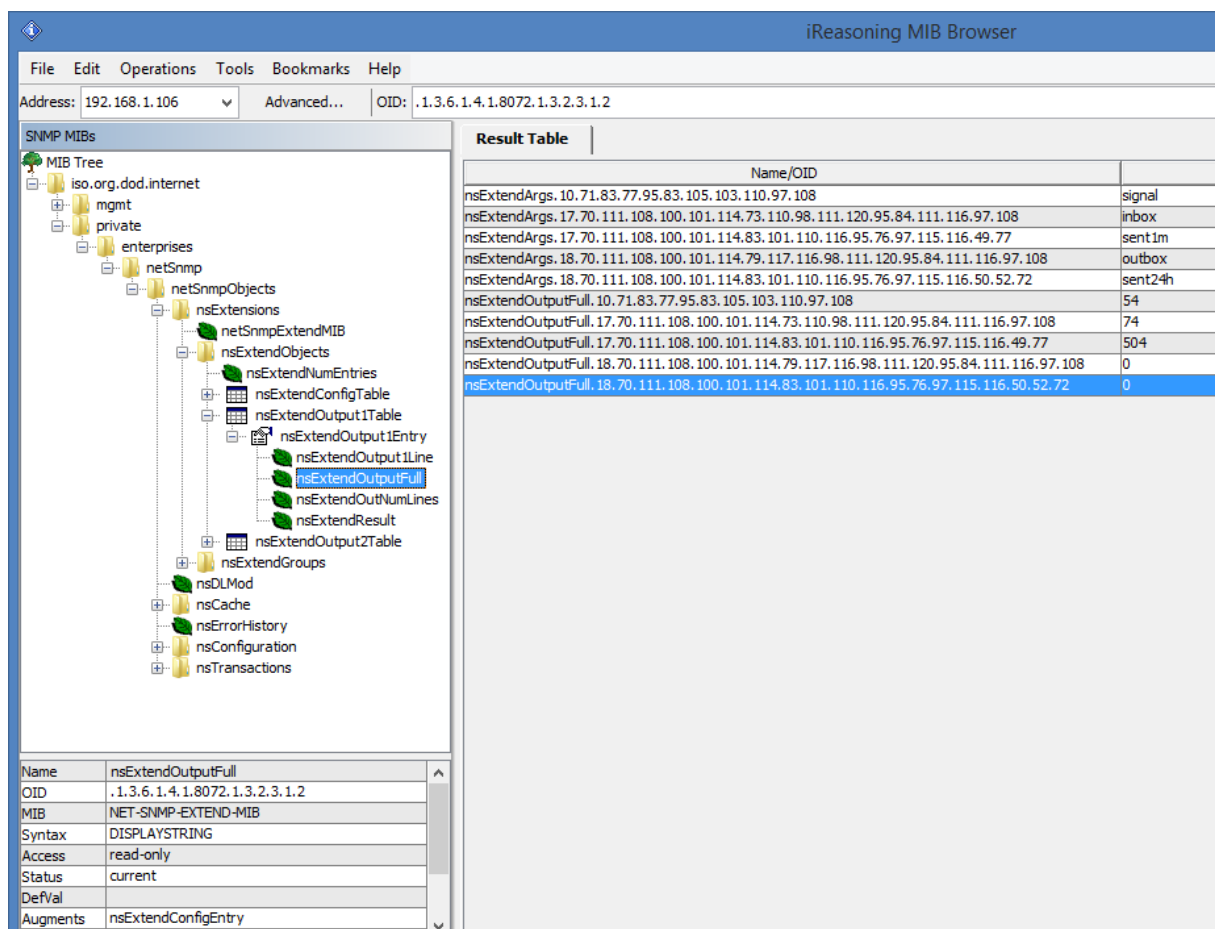 iReasoning MIB Browser
File Edit Operations Tools Bookmarks Help
Address: 192.168.1.106 Advanced... OID: .1.3.6.1.4.1.8072.1.3.2.3.1.2
SNMP MIBs
MIB Tree
iso.org.dod.internet
mgmt
private
enterprises
netSnmp
netSnmpObjects
nsExtensions
netSnmpExtendMIB
nsExtendObjects
nsExtendNumEntries
nsExtendConfigTable
nsExtendOutput1Table
nsExtendOutput1Entry
nsExtendOutput1Line
nsExtendOutputFull
nsExtendOutNumLines
nsExtendResult
nsExtendOutput2Table
nsExtendGroups
nsDLMod
nsCache
nsErrorHistory
nsConfiguration
nsTransactions
Name nsExtendOutputFull
OID .1.3.6.1.4.1.8072.1.3.2.3.1.2
MIB NET-SNMP-EXTEND-MIB
Syntax DISPLAYSTRING
Access read-only
Status current
DefVal
Augments nsExtendConfigEntry
Result Table
Name/OID
nsExtendArgs.10.71.83.77.95.83.105.103.110.97.108 signal
nsExtendArgs.17.70.111.108.100.101.114.73.110.98.111.120.95.84.111.116.97.108 inbox
nsExtendArgs.17.70.111.108.100.101.114.83.101.110.116.95.76.97.115.116.49.77 sent1m
nsExtendArgs.18.70.111.108.100.101.114.79.117.116.98.111.120.95.84.111.116.97.108 outbox
nsExtendArgs.18.70.111.108.100.101.114.83.101.110.116.95.76.97.115.116.50.52.72 sent24h
nsExtendOutputFull.10.71.83.77.95.83.105.103.110.97.108 54
nsExtendOutputFull.17.70.111.108.100.101.114.73.110.98.111.120.95.84.111.116.97.108 74
nsExtendOutputFull.17.70.111.108.100.101.114.83.101.110.116.95.76.97.115.116.49.77 504
nsExtendOutputFull.18.70.111.108.100.101.114.79.117.116.98.111.120.95.84.111.116.97.108 0
nsExtendOutputFull.18.70.111.108.100.101.114.83.101.110.116.95.76.97.115.116.50.52.72 0